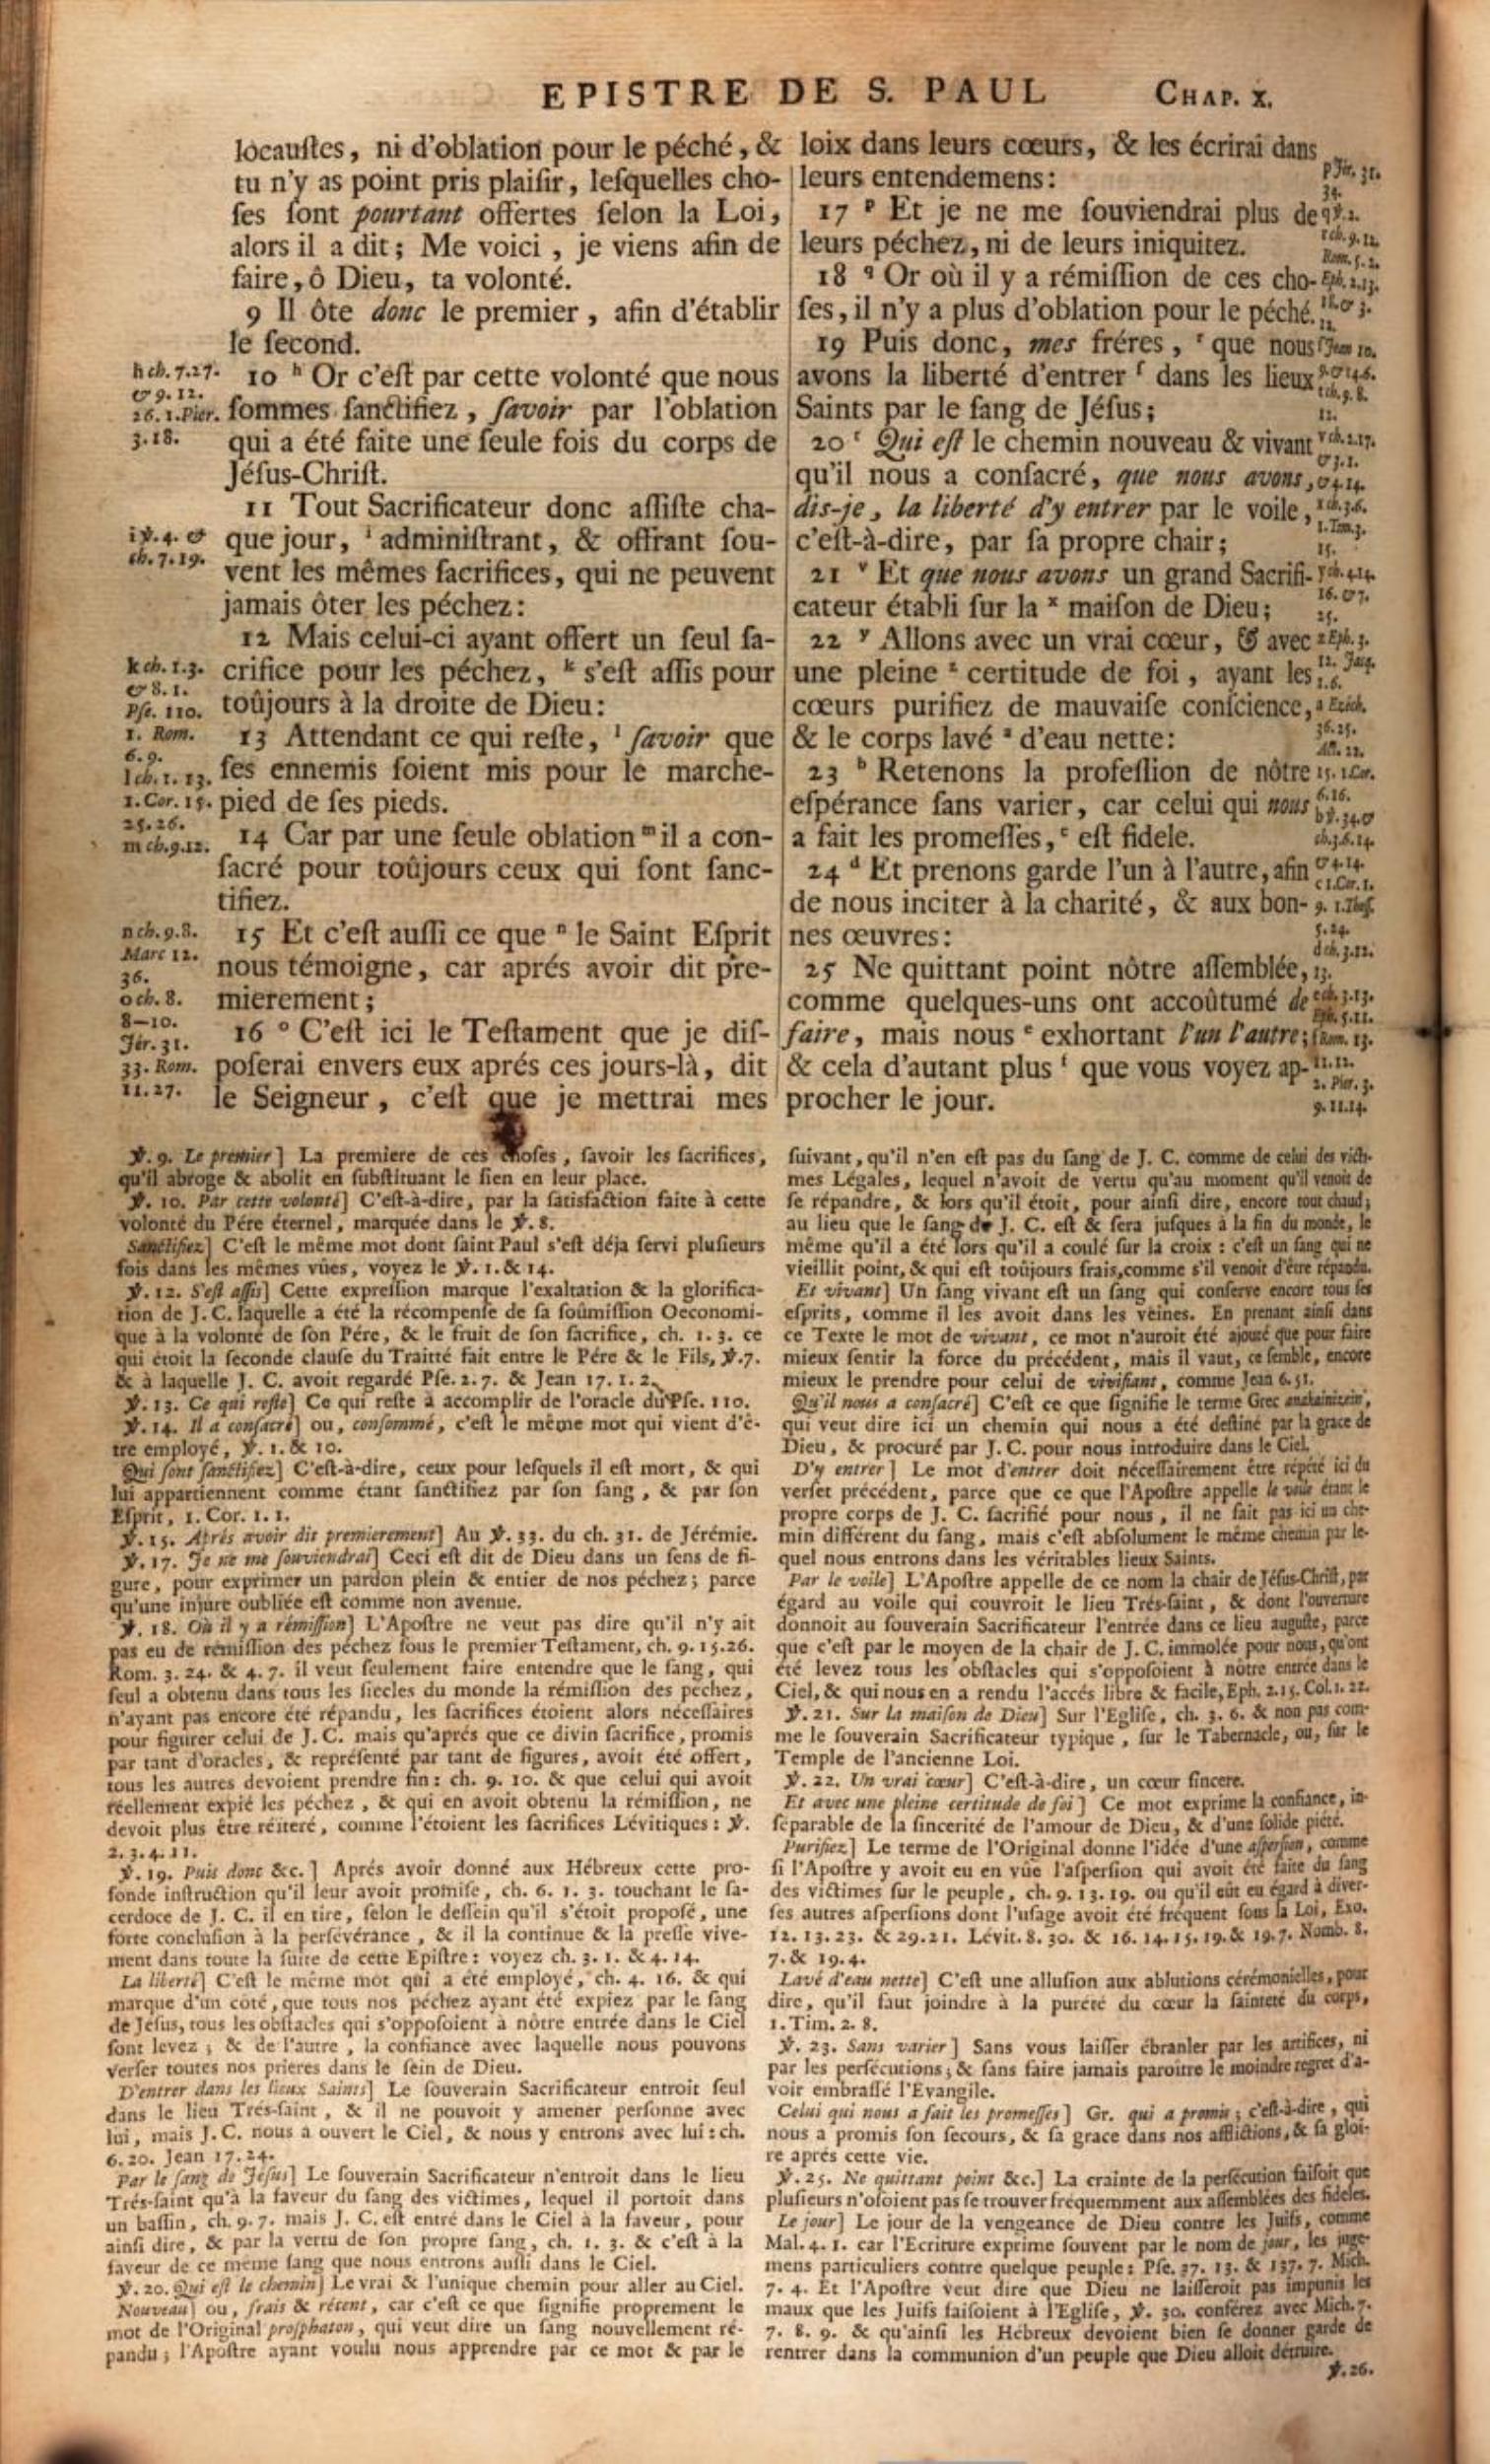 EPISTRE DE S. PAUL CHAP. X.
locauſtes, ni d'oblation pour le péché, &
tu n'y as point pris plaiſir, leſquelles cho-
ſes ſont pourtant offertes ſelon la Loi,
alors il a dit; Me voici, je viens afin de
faire, ô Dieu, ta volonté.
9 Il ôte donc le premier, afin d'établir
le ſecond.
10 h Or c'eſt par cette volonté que nous
ſommes ſanctifiez, ſavoir par l'oblation
qui a été faite une ſeule fois du corps de
Jéſus-Chriſt.
11 Tout Sacrificateur donc aſſiſte cha-
que jour, i adminiſtrant, & offrant ſou-
vent les mêmes ſacrifices, qui ne peuvent
jamais ôter les péchez:
12 Mais celui-ci ayant offert un ſeul ſa-
crifice pour les péchez, k s'eſt aſſis pour
toûjours à la droite de Dieu:
13 Attendant ce qui reſte, l ſavoir que
ſes ennemis ſoient mis pour le marche-
pied de ſes pieds.
14 Car par une ſeule oblation m il a con-
ſacré pour toûjours ceux qui ſont ſanc-
tifiez.
15 Et c'eſt auſſi ce que n le Saint Eſprit
nous témoigne, car aprés avoir dit pre-
mierement;
16 o C'eſt ici le Teſtament que je diſ-
poſerai envers eux aprés ces jours-là, dit
le Seigneur, c'eſt que je mettrai mes
h ch. 7.27.
& 9. 12.
26. 1. Pier.
3.18.
i ℣. 4. &
ch. 7.19.
k ch. 1.3.
& 8.1.
Pſe. 110.
1. Rom.
6.9.
l ch. 1. 13.
1. Cor. 15.
25.26.
m ch. 9.12.
n ch. 9.8.
Marc 12.
36.
o ch. 8.
8-10.
Jér. 31.
33. Rom.
11.27.
loix dans leurs cœurs, & les écrirai dans
leurs entendemens:
17 p Et je ne me ſouviendrai plus de
leurs péchez, ni de leurs iniquitez.
18 q Or où il y a rémiſſion de ces cho-
ſes, il n'y a plus d'oblation pour le péché.
19 Puis donc, mes fréres, r que nous
avons la liberté d'entrer ſ dans les lieux
Saints par le ſang de Jéſus;
20 t Qui eſt le chemin nouveau & vivant
qu'il nous a conſacré, que nous avons,
dis-je, la liberté d'y entrer par le voile,
c'eſt-à-dire, par ſa propre chair;
21 v Et que nous avons un grand Sacrifi-
cateur établi ſur la x maiſon de Dieu;
22 y Allons avec un vrai cœur, & avec
une pleine z certitude de foi, ayant les
cœurs purifiez de mauvaiſe conſcience,
& le corps lavé a d'eau nette:
23 b Retenons la profeſſion de nôtre
eſpérance ſans varier, car celui qui nous
a fait les promeſſes, c eſt fidele.
24 d Et prenons garde l'un à l'autre, afin
de nous inciter à la charité, & aux bon-
nes œuvres:
25 Ne quittant point nôtre aſſemblée,
comme quelques-uns ont accoûtumé de
faire, mais nous e exhortant l'un l'autre;
& cela d'autant plus f que vous voyez ap-
procher le jour.
p Jér. 31.
34.
q ℣. 2.
r ch. 9. 12.
Rom. 5. 2.
Eph. 2.13.
18. & 3.
12.
ſ Jean 10.
9. & 14.6.
t ch. 9. 8.
12.
v ch. 2.17.
& 3.1.
& 4.14.
x ch. 3.6.
1. Tim. 3.
15.
y ch. 4.14.
16. & 7.
25.
z Eph. 3.
12. Jaq.
1.6.
a Ezéch.
36.25.
Act. 22.
15. 1. Cor.
6.16.
b ℣. 34. &
ch. 3.6.14.
& 4.14.
c 1. Cor. 1.
9. 1. Theſ.
5.24.
d ch. 3.12.
13.
e ch. 3.13.
Eph. 5.11.
f Rom. 13.
11.12.
2. Pier. 3.
9.11.14.
℣. 9. Le premier] La premiere de ces choſes, ſavoir les ſacrifices,
qu'il abroge & abolit en ſubſtituant le ſien en leur place.
℣. 10. Par cette volonté] C'eſt-à-dire, par la ſatisfaction faite à cette
volonté du Pére éternel, marquée dans le ℣. 8.
Sanctifiez] C'eſt le même mot dont ſaint Paul s'eſt déja ſervi pluſieurs
fois dans les mêmes vûes, voyez le ℣. 1. & 14.
℣. 12. S'eſt aſſis] Cette expreſſion marque l'exaltation & la glorifica-
tion de J. C. laquelle a été la récompenſe de ſa ſoûmiſſion Oeconomi-
que à la volonté de ſon Pére, & le fruit de ſon ſacrifice, ch. 1. 3. ce
qui étoit la ſeconde clauſe du Traitté fait entre le Pére & le Fils, ℣. 7.
& à laquelle J. C. avoit regardé Pſe. 2. 7. & Jean 17. 1. 2.
℣. 13. Ce qui reſte] Ce qui reſte à accomplir de l'oracle du Pſe. 110.
℣. 14. Il a conſacré] ou, conſommé, c'eſt le même mot qui vient d'ê-
tre employé, ℣. 1. & 10.
Qui ſont ſanctifiez] C'eſt-à-dire, ceux pour leſquels il eſt mort, & qui
lui appartiennent comme étant ſanctifiez par ſon ſang, & par ſon
Eſprit, 1. Cor. 1. 1.
℣. 15. Aprés avoir dit premierement] Au ℣. 33. du ch. 31. de Jérémie.
℣. 17. Je ne me ſouviendrai] Ceci eſt dit de Dieu dans un ſens de fi-
gure, pour exprimer un pardon plein & entier de nos péchez; parce
qu'une injure oubliée eſt comme non avenue.
℣. 18. Où il y a rémiſſion] L'Apoſtre ne veut pas dire qu'il n'y ait
pas eu de rémiſſion des péchez ſous le premier Teſtament, ch. 9. 15. 26.
Rom. 3. 24. & 4. 7. il veut ſeulement faire entendre que le ſang, qui
ſeul a obtenu dans tous les ſiecles du monde la rémiſſion des péchez,
n'ayant pas encore été répandu, les ſacrifices étoient alors néceſſaires
pour figurer celui de J. C. mais qu'aprés que ce divin ſacrifice, promis
par tant d'oracles, & repréſenté par tant de figures, avoit été offert,
tous les autres devoient prendre fin: ch. 9. 10. & que celui qui avoit
réellement expié les péchez, & qui en avoit obtenu la rémiſſion, ne
devoit plus être réïteré, comme l'étoient les ſacrifices Lévitiques: ℣.
2. 3. 4. 11.
℣. 19. Puis donc &c.] Aprés avoir donné aux Hébreux cette pro-
fonde inſtruction qu'il leur avoit promiſe, ch. 6. 1. 3. touchant le ſa-
cerdoce de J. C. il en tire, ſelon le deſſein qu'il s'étoit propoſé, une
forte concluſion à la perſévérance, & il la continue & la preſſe vive-
ment dans toute la ſuite de cette Epiſtre: voyez ch. 3. 1. & 4. 14.
La liberté] C'eſt le même mot qui a été employé, ch. 4. 16. & qui
marque d'un côté, que tous nos péchez ayant été expiez par le ſang
de Jéſus, tous les obſtacles qui s'oppoſoient à nôtre entrée dans le Ciel
ſont levez; & de l'autre, la confiance avec laquelle nous pouvons
verſer toutes nos prieres dans le ſein de Dieu.
D'entrer dans les lieux Saints] Le ſouverain Sacrificateur entroit ſeul
dans le lieu Trés-ſaint, & il ne pouvoit y amener perſonne avec
lui, mais J. C. nous a ouvert le Ciel, & nous y entrons avec lui: ch.
6. 20. Jean 17. 24.
Par le ſang de Jéſus] Le ſouverain Sacrificateur n'entroit dans le lieu
Trés-ſaint qu'à la faveur du ſang des victimes, lequel il portoit dans
un baſſin, ch. 9. 7. mais J. C. eſt entré dans le Ciel à la faveur, pour
ainſi dire, & par la vertu de ſon propre ſang, ch. 1. 3. & c'eſt à la
faveur de ce même ſang que nous entrons auſſi dans le Ciel.
℣. 20. Qui eſt le chemin] Le vrai & l'unique chemin pour aller au Ciel.
Nouveau] ou, frais & récent, car c'eſt ce que ſignifie proprement le
mot de l'Original proſphaton, qui veut dire un ſang nouvellement ré-
pandu; l'Apoſtre ayant voulu nous apprendre par ce mot & par le
ſuivant, qu'il n'en eſt pas du ſang de J. C. comme de celui des victi-
mes Légales, lequel n'avoit de vertu qu'au moment qu'il venoit de
ſe répandre, & lors qu'il étoit, pour ainſi dire, encore tout chaud;
au lieu que le ſang de J. C. eſt & ſera juſques à la fin du monde, le
même qu'il a été lors qu'il a coulé ſur la croix: c'eſt un ſang qui ne
vieillit point, & qui eſt toûjours frais, comme s'il venoit d'être répandu.
Et vivant] Un ſang vivant eſt un ſang qui conſerve encore tous ſes
eſprits, comme il les avoit dans les veines. En prenant ainſi dans
ce Texte le mot de vivant, ce mot n'auroit été ajouté que pour faire
mieux ſentir la force du précédent, mais il vaut, ce ſemble, encore
mieux le prendre pour celui de vivifiant, comme Jean 6. 51.
Qu'il nous a conſacré] C'eſt ce que ſignifie le terme Grec
qui veut dire ici un chemin qui nous a été deſtiné par la grace de
Dieu, & procuré par J. C. pour nous introduire dans le Ciel.
D'y entrer] Le mot d'entrer doit néceſſairement être répété ici du
verſet précédent, parce que ce que l'Apoſtre appelle le voile étant le
propre corps de J. C. ſacrifié pour nous, il ne fait pas ici un che-
min différent du ſang, mais c'eſt abſolument le même chemin par le-
quel nous entrons dans les véritables lieux Saints.
Par le voile] L'Apoſtre appelle de ce nom la chair de Jéſus-Chriſt, par
égard au voile qui couvroit le lieu Trés-ſaint, & dont l'ouverture
donnoit au ſouverain Sacrificateur l'entrée dans ce lieu auguſte, parce
que c'eſt par le moyen de la chair de J. C. immolée pour nous, qu'ont
été levez tous les obſtacles qui s'oppoſoient à nôtre entrée dans le
Ciel, & qui nous en a rendu l'accés libre & facile, Eph. 2. 15. Col. 1. 22.
℣. 21. Sur la maiſon de Dieu] Sur l'Egliſe, ch. 3. 6. & non pas com-
me le ſouverain Sacrificateur typique, ſur le Tabernacle, ou, ſur le
Temple de l'ancienne Loi.
℣. 22. Un vrai cœur] C'eſt-à-dire, un cœur ſincere.
Et avec une pleine certitude de foi] Ce mot exprime la confiance, in-
ſéparable de la ſincerité de l'amour de Dieu, & d'une ſolide piété.
Purifiez] Le terme de l'Original donne l'idée d'une aſperſion, comme
ſi l'Apoſtre y avoit eu en vûe l'aſperſion qui avoit été faite du ſang
des victimes ſur le peuple, ch. 9. 13. 19. ou qu'il eût eu égard à diver-
ſes autres aſperſions dont l'uſage avoit été fréquent ſous la Loi, Exo.
12. 13. 23. & 29. 21. Lévit. 8. 30. & 16. 14. 15. 19. & 19. 7. Nomb. 8.
7. & 19. 4.
Lavé d'eau nette] C'eſt une alluſion aux ablutions cérémonielles, pour
dire, qu'il faut joindre à la pureté du cœur la ſainteté du corps,
1. Tim. 2. 8.
℣. 23. Sans varier] Sans vous laiſſer ébranler par les artifices, ni
par les perſécutions; & ſans faire jamais paroitre le moindre regret d'a-
voir embraſſé l'Evangile.
Celui qui nous a fait les promeſſes] Gr. qui a promis; c'eſt-à-dire, qui
nous a promis ſon ſecours, & ſa grace dans nos afflictions, & ſa gloi-
re aprés cette vie.
℣. 25. Ne quittant point &c.] La crainte de la perſécution faiſoit que
pluſieurs n'oſoient pas ſe trouver fréquemment aux aſſemblées des fideles.
Le jour] Le jour de la vengeance de Dieu contre les Juifs, comme
Mal. 4. 1. car l'Ecriture exprime ſouvent par le nom de jour, les juge-
mens particuliers contre quelque peuple: Pſe. 37. 13. & 137. 7. Mich.
7. 4. Et l'Apoſtre veut dire que Dieu ne laiſſeroit pas impunis les
maux que les Juifs faiſoient à l'Egliſe, ℣. 30. conférez avec Mich. 7.
7. 8. 9. & qu'ainſi les Hébreux devoient bien ſe donner garde de
rentrer dans la communion d'un peuple que Dieu alloit détruire.
℣. 26.